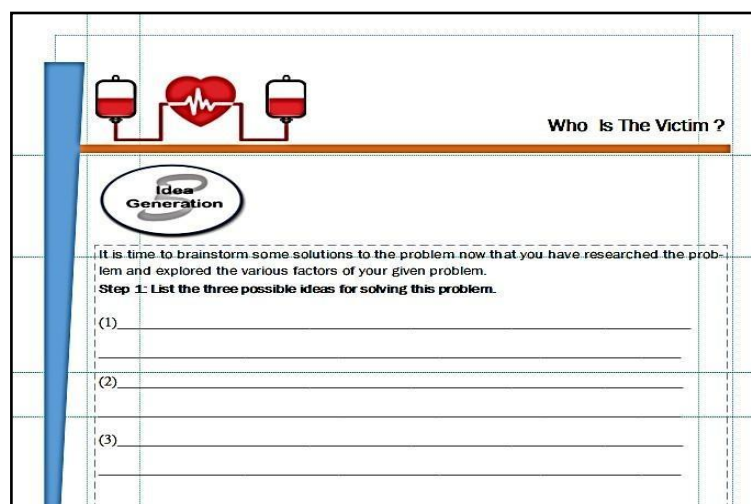 Who Is The Victim ?
Idea
Generation
It is time to brainstorm some solutions to the problem now that you have researched the prob-
lem and explored the various factors of your given problem.
Step 1: List the three possible ideas for solving this problem.
(1)
(2)
(3)